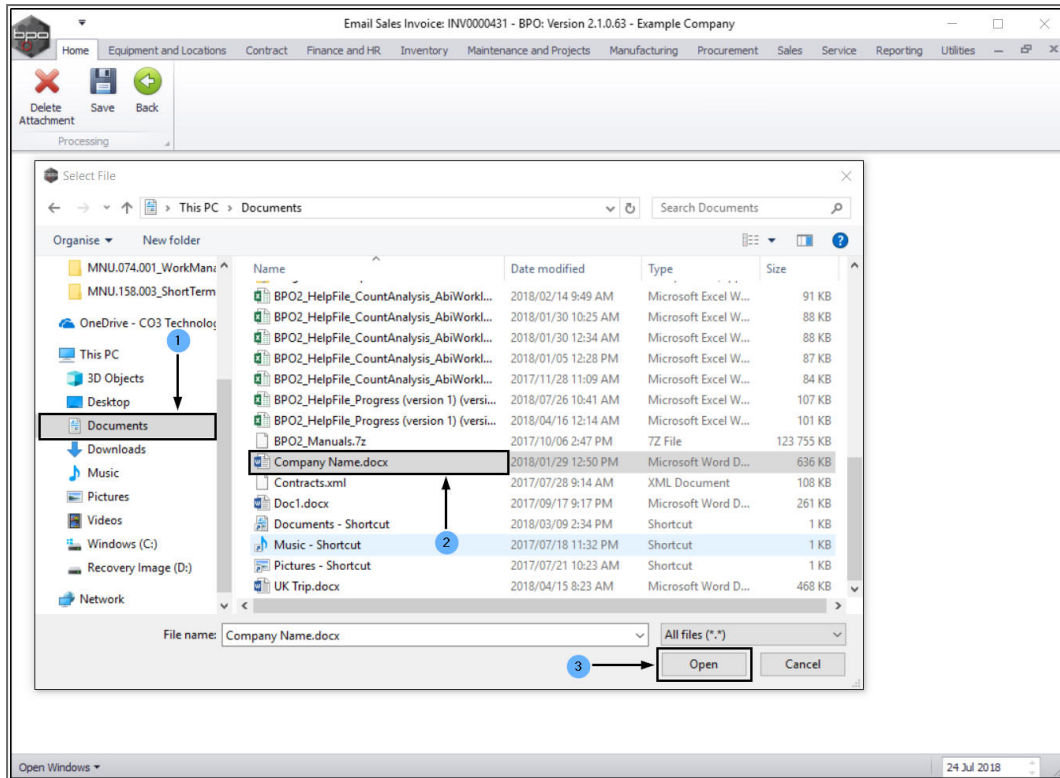 Email Sales Invoice: INV0000431 - BPO: Version 2.1.0.63 - Example Company
bpo
Home Equipment and Locations Contract Finance and HR Inventory Maintenance and Projects Manufacturing Procurement Sales Service Reporting Utilities
Delete Attachment Save Back
Processing
Select File
This PC > Documents Search Documents
Organise New folder
MNU.074.001_WorkMana Name Date modified Type Size
MNU.158.003_ShortTerm BPO2_HelpFile_CountAnalysis_AbiWorkl... 2018/02/14 9:49 AM Microsoft Excel W... 91 KB
BPO2_HelpFile_CountAnalysis_AbiWorkl... 2018/01/30 10:25 AM Microsoft Excel W... 88 KB
OneDrive - CO3 Technolog
1
BPO2_HelpFile_CountAnalysis_AbiWorkl... 2018/01/30 12:34 AM Microsoft Excel W... 88 KB
This PC BPO2_HelpFile_CountAnalysis_AbiWorkl... 2018/01/05 12:28 PM Microsoft Excel W... 87 KB
3D Objects BPO2_HelpFile_CountAnalysis_AbiWorkl... 2017/11/28 11:09 AM Microsoft Excel W... 84 KB
Desktop BPO2_HelpFile_Progress (version 1) (versi... 2018/07/26 10:41 AM Microsoft Excel W... 107 KB
Documents BPO2_HelpFile_Progress (version 1) (versi... 2018/04/16 12:14 AM Microsoft Excel W... 101 KB
BPO2_Manuals.7z 2017/10/06 2:47 PM 7Z File 123 755 KB
Downloads Company Name.docx 2018/01/29 12:50 PM Microsoft Word D... 636 KB
Music Contracts.xml 2017/07/28 9:14 AM XML Document 108 KB
Pictures Doc1.docx 2017/09/17 9:17 PM Microsoft Word D... 261 KB
Videos Documents - Shortcut 2018/03/09 2:34 PM Shortcut 1 KB
Windows (C:) Music - Shortcut 2 2017/07/18 11:32 PM Shortcut 1 KB
Recovery Image (D:) Pictures - Shortcut 2017/07/21 10:23 AM Shortcut 1 KB
UK Trip.docx 2018/04/15 8:23 AM Microsoft Word D... 468 KB
Network
File name: Company Name.docx All files (*.*)
3 Open Cancel
Open Windows 24 Jul 2018